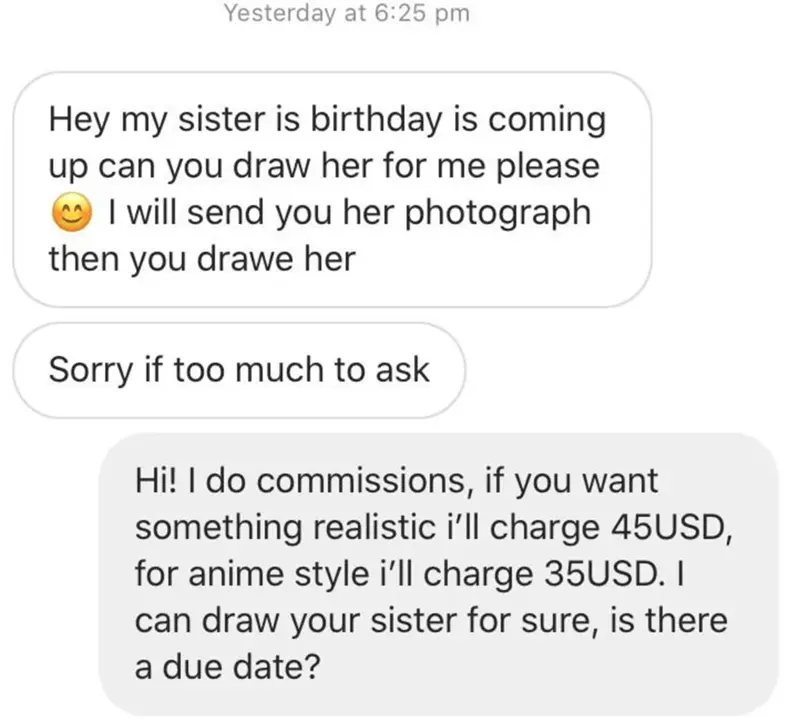 Yesterday at 6:25 pm
Hey my sister is birthday is coming
up can you draw her for me please
😊 I will send you her photograph
then you drawe her
Sorry if too much to ask
Hi! I do commissions, if you want
something realistic i’ll charge 45USD,
for anime style i’ll charge 35USD. I
can draw your sister for sure, is there
a due date?